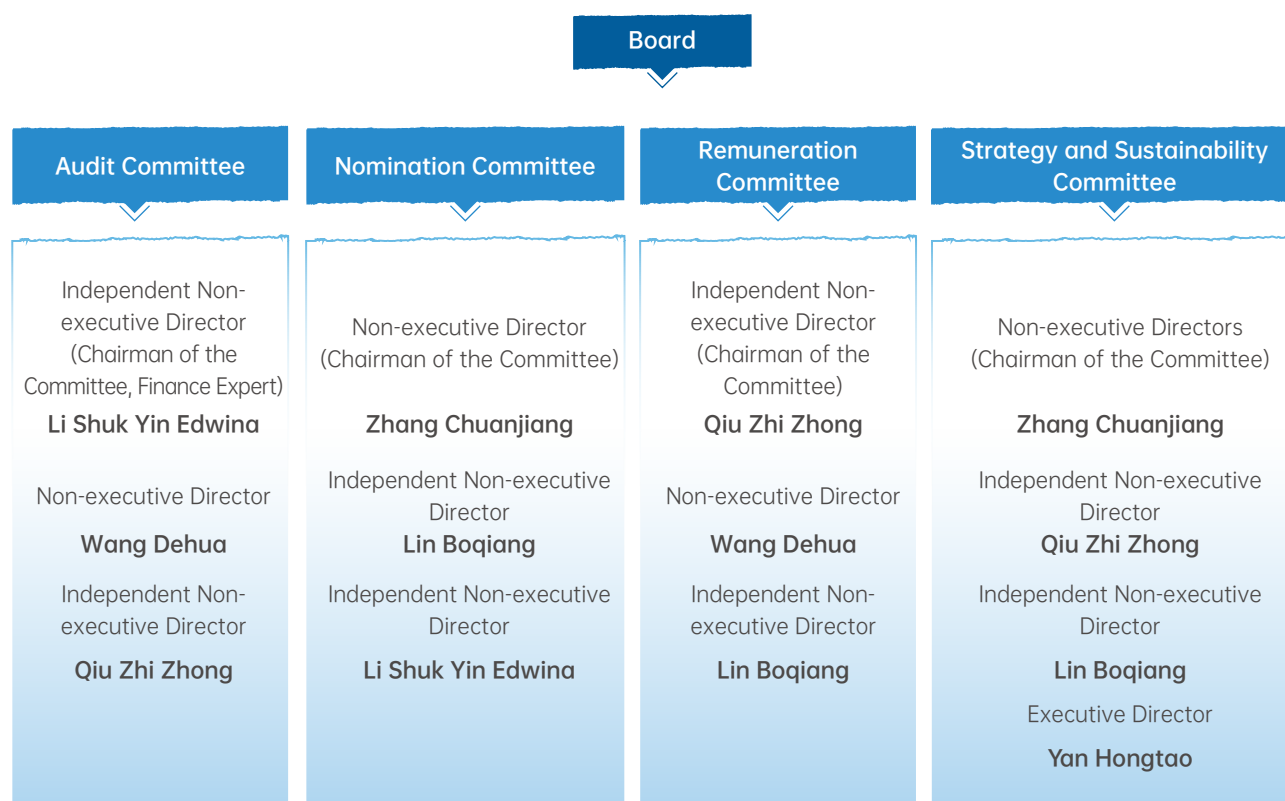 Board
Audit Committee
Independent Non-
executive Director
(Chairman of the
Committee, Finance Expert)
Li Shuk Yin Edwina
Non-executive Director
Wang Dehua
Independent Non-
executive Director
Qiu Zhi Zhong
Nomination Committee
Non-executive Director
(Chairman of the Committee)
Zhang Chuanjiang
Independent Non-executive
Director
Lin Boqiang
Independent Non-executive
Director
Li Shuk Yin Edwina
Remuneration
Committee
Independent Non-
executive Director
(Chairman of the
Committee)
Qiu Zhi Zhong
Non-executive Director
Wang Dehua
Independent Non-
executive Director
Lin Boqiang
Strategy and Sustainability
Committee
Non-executive Directors
(Chairman of the Committee)
Zhang Chuanjiang
Independent Non-executive
Director
Qiu Zhi Zhong
Independent Non-executive
Director
Lin Boqiang
Executive Director
Yan Hongtao